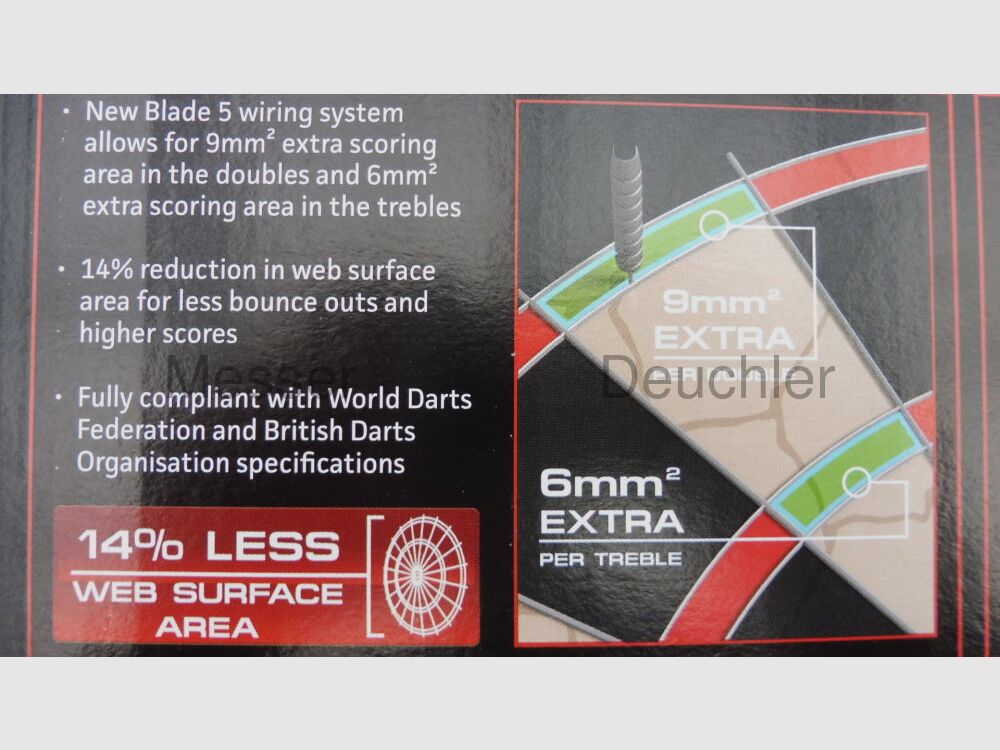 · New Blade 5 wiring system
allows for 9mm² extra scoring
area in the doubles and 6mm²
extra scoring area in the trebles
· 14% reduction in web surface
area for less bounce outs and
higher scores
· Fully compliant with World Darts
Federation and British Darts
Organisation specifications
14% LESS
WEB SURFACE
AREA
9mm²
EXTRA
PER DOUBLE
6mm²
EXTRA
PER TREBLE
Messer Deuchler